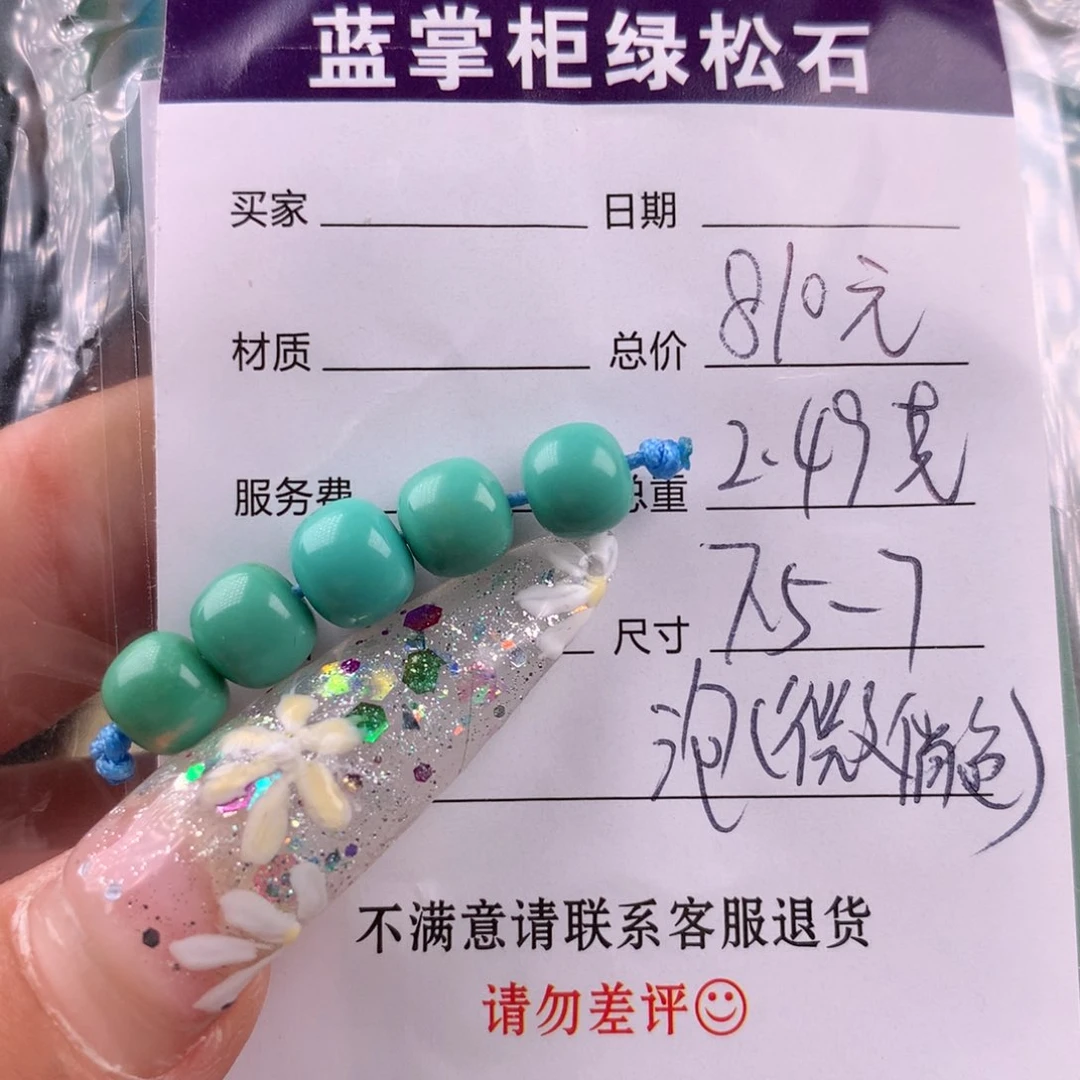 蓝掌柜绿松石
买家 日期
材质 总价 810元
服务费 总重 2.49克
尺寸 7.5-7
泡(微俏色)
不满意请联系客服退货
请勿差评